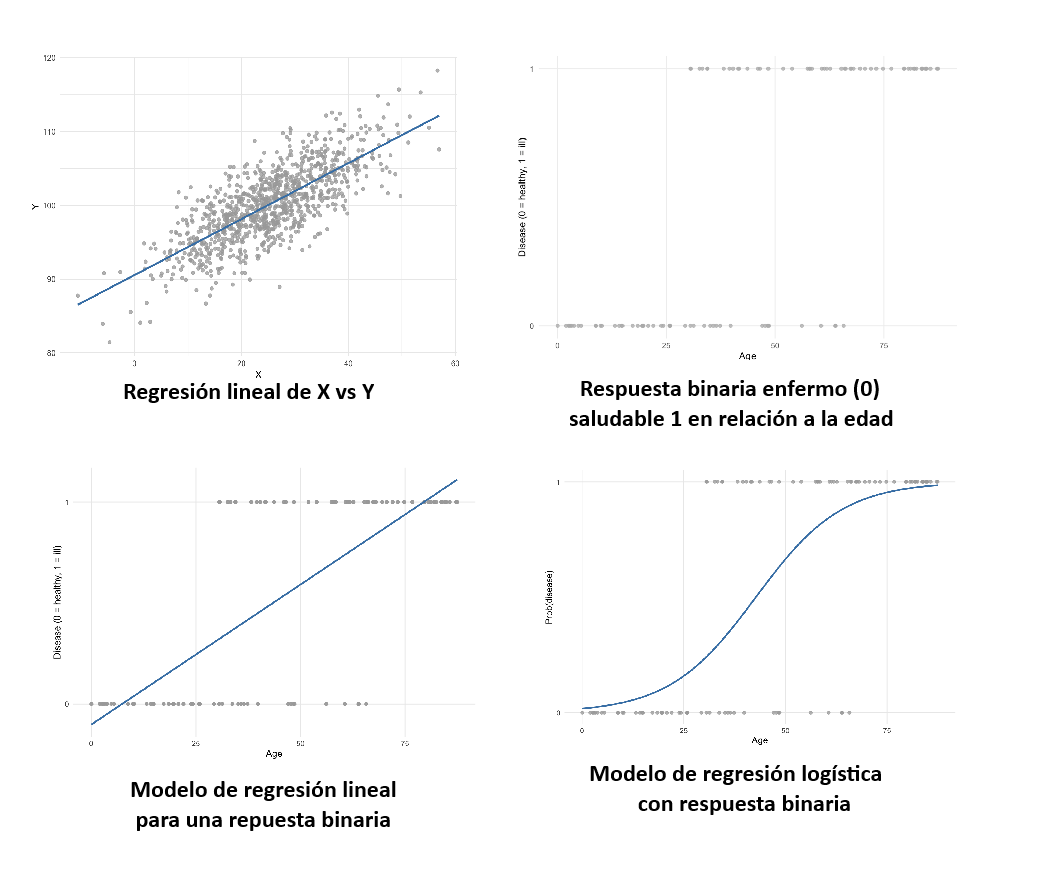 120
110
100
90
80
Y
0
20
40
60
X
Regresión lineal de X vs Y
1
0
Disease (0 = healthy, 1 = ill)
0
25
50
75
Age
Respuesta binaria enfermo (0)
saludable 1 en relación a la edad
1
0
Disease (0 = healthy, 1 = ill)
0
25
50
75
Age
Modelo de regresión lineal
para una repuesta binaria
1
0
Prob(disease)
0
25
50
75
Age
Modelo de regresión logística
con respuesta binaria